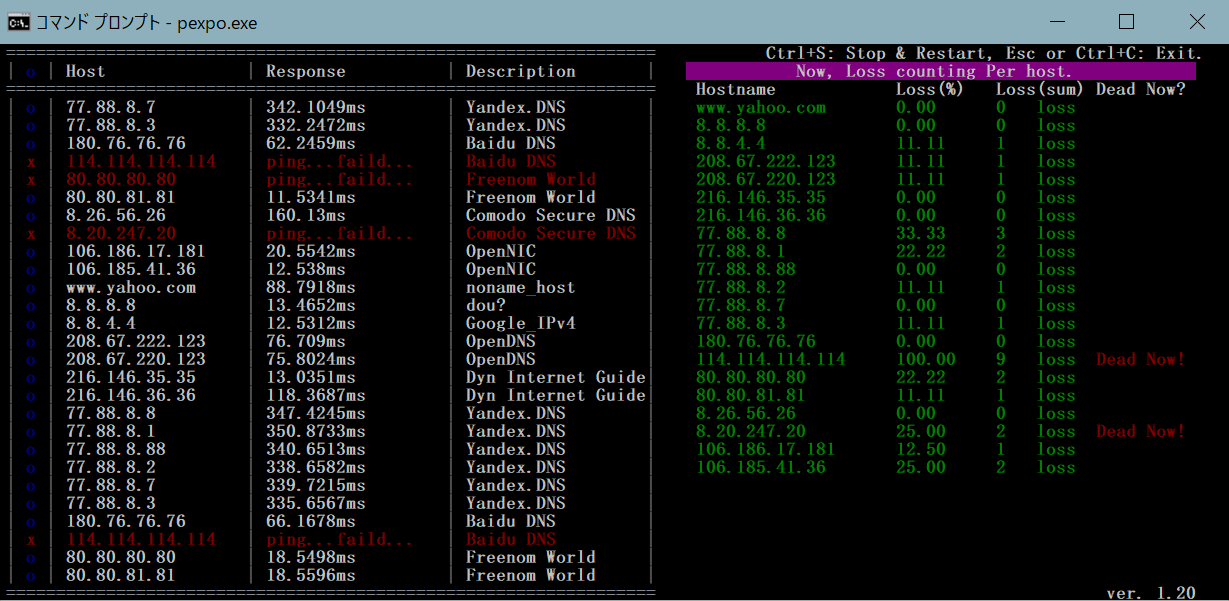 コマンド プロンプト - pexpo.exe
| o | Host | Response | Description |
o | 77.88.8.7 | 342.1049ms | Yandex.DNS
o | 77.88.8.3 | 332.2472ms | Yandex.DNS
o | 180.76.76.76 | 62.2459ms | Baidu DNS
x | 114.114.114.114 | ping...faild... | Baidu DNS
x | 80.80.80.80 | ping...faild... | Freenom World
o | 80.80.81.81 | 11.5341ms | Freenom World
o | 8.26.56.26 | 160.13ms | Comodo Secure DNS
x | 8.20.247.20 | ping...faild... | Comodo Secure DNS
o | 106.186.17.181 | 20.5542ms | OpenNIC
o | 106.185.41.36 | 12.538ms | OpenNIC
o | www.yahoo.com | 88.7918ms | noname_host
o | 8.8.8.8 | 13.4652ms | dou?
o | 8.8.4.4 | 12.5312ms | Google_IPv4
o | 208.67.222.123 | 76.709ms | OpenDNS
o | 208.67.220.123 | 75.8024ms | OpenDNS
o | 216.146.35.35 | 13.0351ms | Dyn Internet Guide
o | 216.146.36.36 | 118.3687ms | Dyn Internet Guide
o | 77.88.8.8 | 347.4245ms | Yandex.DNS
o | 77.88.8.1 | 350.8733ms | Yandex.DNS
o | 77.88.8.88 | 340.6513ms | Yandex.DNS
o | 77.88.8.2 | 338.6582ms | Yandex.DNS
o | 77.88.8.7 | 339.7215ms | Yandex.DNS
o | 77.88.8.3 | 335.6567ms | Yandex.DNS
o | 180.76.76.76 | 66.1678ms | Baidu DNS
x | 114.114.114.114 | ping...faild... | Baidu DNS
o | 80.80.80.80 | 18.5498ms | Freenom World
o | 80.80.81.81 | 18.5596ms | Freenom World
Ctrl+S: Stop & Restart, Esc or Ctrl+C: Exit.
Now, Loss counting Per host.
Hostname Loss(%) Loss(sum) Dead Now?
www.yahoo.com 0.00 0 loss
8.8.8.8 0.00 0 loss
8.8.4.4 11.11 1 loss
208.67.222.123 11.11 1 loss
208.67.220.123 11.11 1 loss
216.146.35.35 0.00 0 loss
216.146.36.36 0.00 0 loss
77.88.8.8 33.33 3 loss
77.88.8.1 22.22 2 loss
77.88.8.88 0.00 0 loss
77.88.8.2 11.11 1 loss
77.88.8.7 0.00 0 loss
77.88.8.3 11.11 1 loss
180.76.76.76 0.00 0 loss
114.114.114.114 100.00 9 loss Dead Now!
80.80.80.80 22.22 2 loss
80.80.81.81 11.11 1 loss
8.26.56.26 0.00 0 loss
8.20.247.20 25.00 2 loss Dead Now!
106.186.17.181 12.50 1 loss
106.185.41.36 25.00 2 loss
ver. 1.20